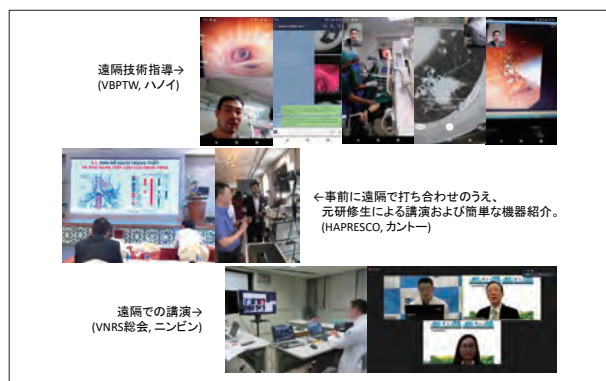 遠隔技術指導→
(VBPTW, ハノイ)
←事前に遠隔で打ち合わせのうえ、
元研修生による講演および簡単な機器紹介。
(HAPRESCO, カントー)
遠隔での講演→
(VNRS総会, ニンビン)